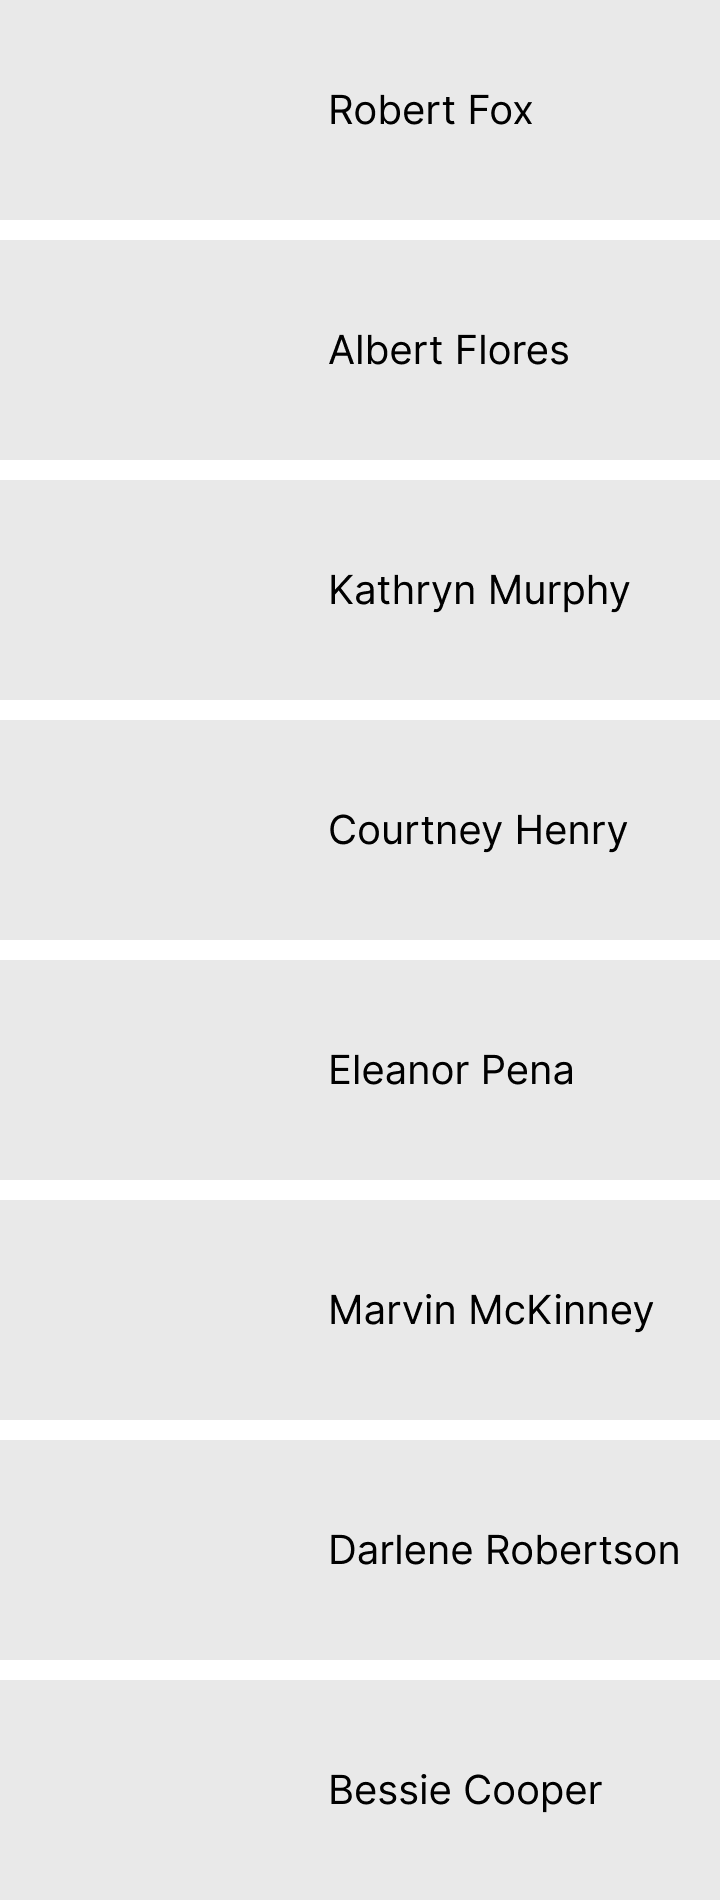 Robert Fox
Albert Flores
Kathryn Murphy
Courtney Henry
Eleanor Pena
Marvin McKinney
Darlene Robertson
Bessie Cooper